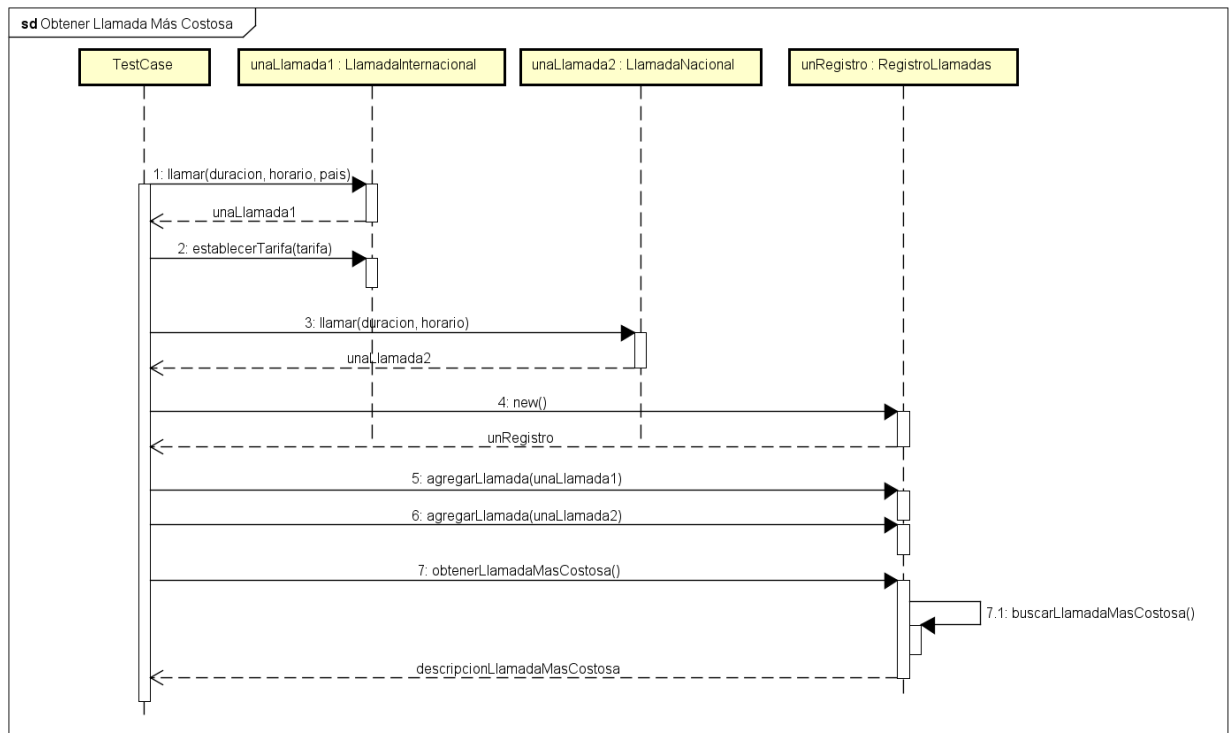 sd Obtener Llamada Más Costosa
TestCase
unaLlamada1 : LlamadaInternacional
unaLlamada2 : LlamadaNacional
unRegistro : RegistroLlamadas
1: llamar(duracion, horario, pais)
unaLlamada1
2: establecerTarifa(tarifa)
3: llamar(duracion, horario)
unaLlamada2
4: new()
unRegistro
5: agregarLlamada(unaLlamada1)
6: agregarLlamada(unaLlamada2)
7: obtenerLlamadaMasCostosa()
7.1: buscarLlamadaMasCostosa()
descripcionLlamadaMasCostosa